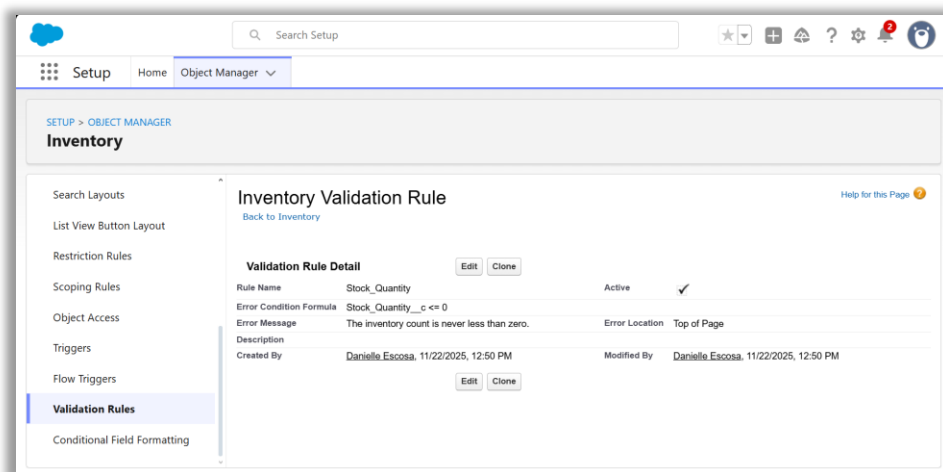 Search Setup
2
Setup Home Object Manager
SETUP > OBJECT MANAGER
Inventory
Search Layouts
List View Button Layout
Restriction Rules
Scoping Rules
Object Access
Triggers
Flow Triggers
Validation Rules
Conditional Field Formatting
Inventory Validation Rule
Help for this Page
Back to Inventory
Validation Rule Detail Edit Clone
Rule Name Stock_Quantity Active
Error Condition Formula Stock_Quantity__c <= 0
Error Message The inventory count is never less than zero. Error Location Top of Page
Description
Created By Danielle Escosa, 11/22/2025, 12:50 PM Modified By Danielle Escosa, 11/22/2025, 12:50 PM
Edit Clone